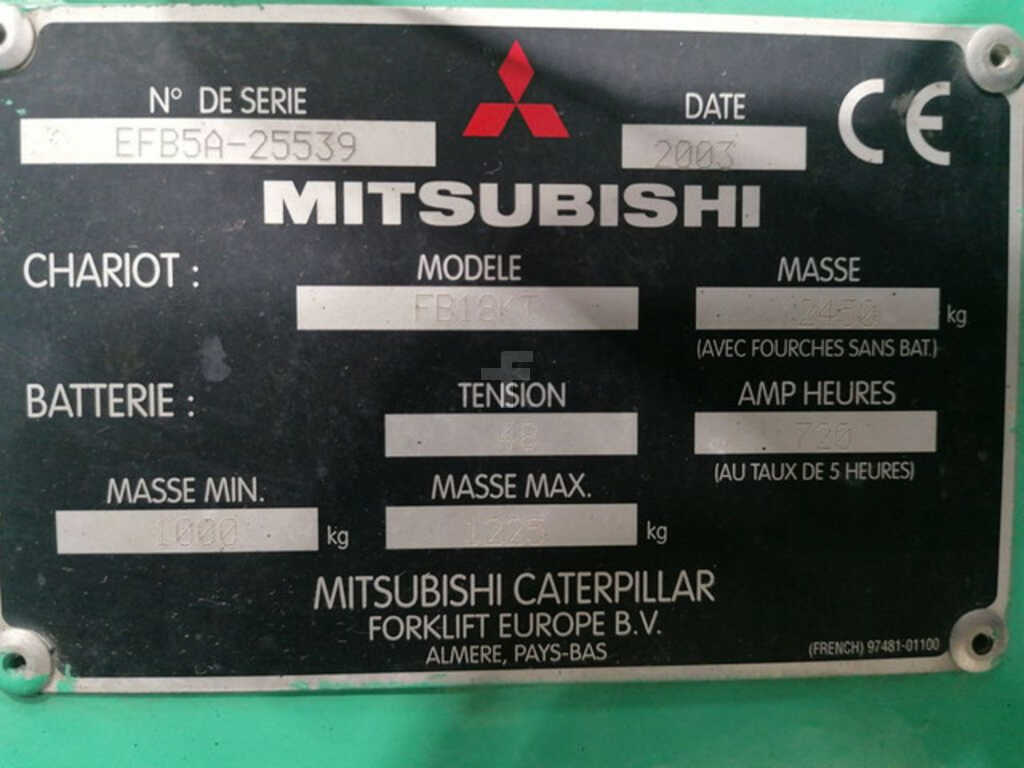 N° DE SERIE
DATE
CE
EFB5A-25539
2003
MITSUBISHI
CHARIOT :
MODELE
MASSE
FB18KT
2450 kg
(AVEC FOURCHES SANS BAT.)
BATTERIE :
TENSION
AMP HEURES
48
720
(AU TAUX DE 5 HEURES)
MASSE MIN.
MASSE MAX.
1000 kg
1225 kg
MITSUBISHI CATERPILLAR
FORKLIFT EUROPE B.V.
ALMERE, PAYS-BAS
(FRENCH) 97481-01100